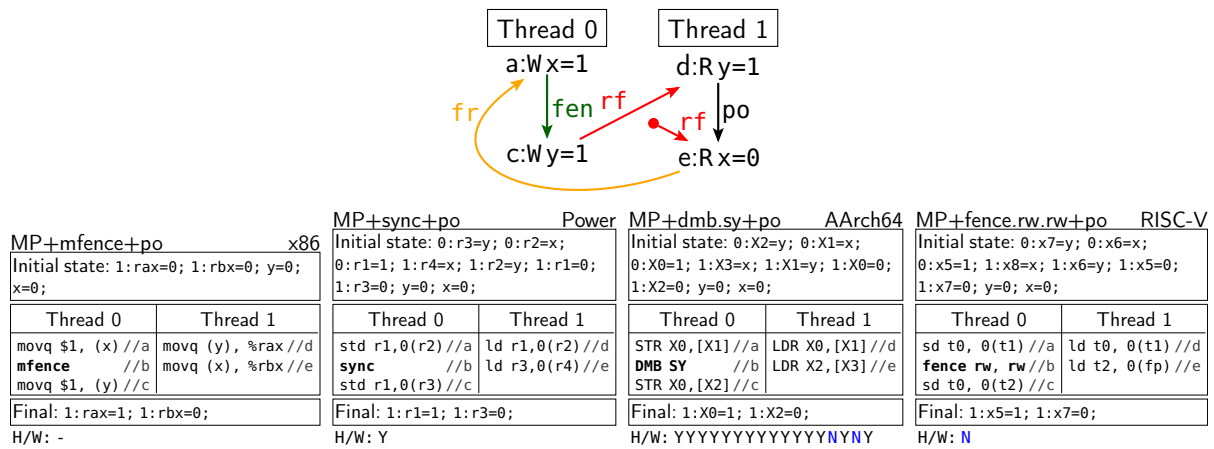 Thread 0 Thread 1
a:W x=1 d:R y=1
fr fen rf rf po
c:W y=1 e:R x=0
MP+mfence+po x86
Initial state: 1:rax=0; 1:rbx=0; y=0;
x=0;
Thread 0 Thread 1
movq $1, (x) //a movq (y), %rax //d
mfence //b movq (x), %rbx //e
movq $1, (y) //c
Final: 1:rax=1; 1:rbx=0;
H/W: -
MP+sync+po Power
Initial state: 0:r3=y; 0:r2=x;
0:r1=1; 1:r4=x; 1:r2=y; 1:r1=0;
1:r3=0; y=0; x=0;
Thread 0 Thread 1
std r1,0(r2) //a ld r1,0(r2) //d
sync //b ld r3,0(r4) //e
std r1,0(r3) //c
Final: 1:r1=1; 1:r3=0;
H/W: Y
MP+dmb.sy+po AArch64
Initial state: 0:X2=y; 0:X1=x;
0:X0=1; 1:X3=x; 1:X1=y; 1:X0=0;
1:X2=0; y=0; x=0;
Thread 0 Thread 1
STR X0,[X1] //a LDR X0,[X1] //d
DMB SY //b LDR X2,[X3] //e
STR X0,[X2] //c
Final: 1:X0=1; 1:X2=0;
H/W: YYYYYYYYYYYYYNYNY
MP+fence.rw.rw+po RISC-V
Initial state: 0:x7=y; 0:x6=x;
0:x5=1; 1:x8=x; 1:x6=y; 1:x5=0;
1:x7=0; y=0; x=0;
Thread 0 Thread 1
sd t0, 0(t1) //a ld t0, 0(t1) //d
fence rw, rw //b ld t2, 0(fp) //e
sd t0, 0(t2) //c
Final: 1:x5=1; 1:x7=0;
H/W: N